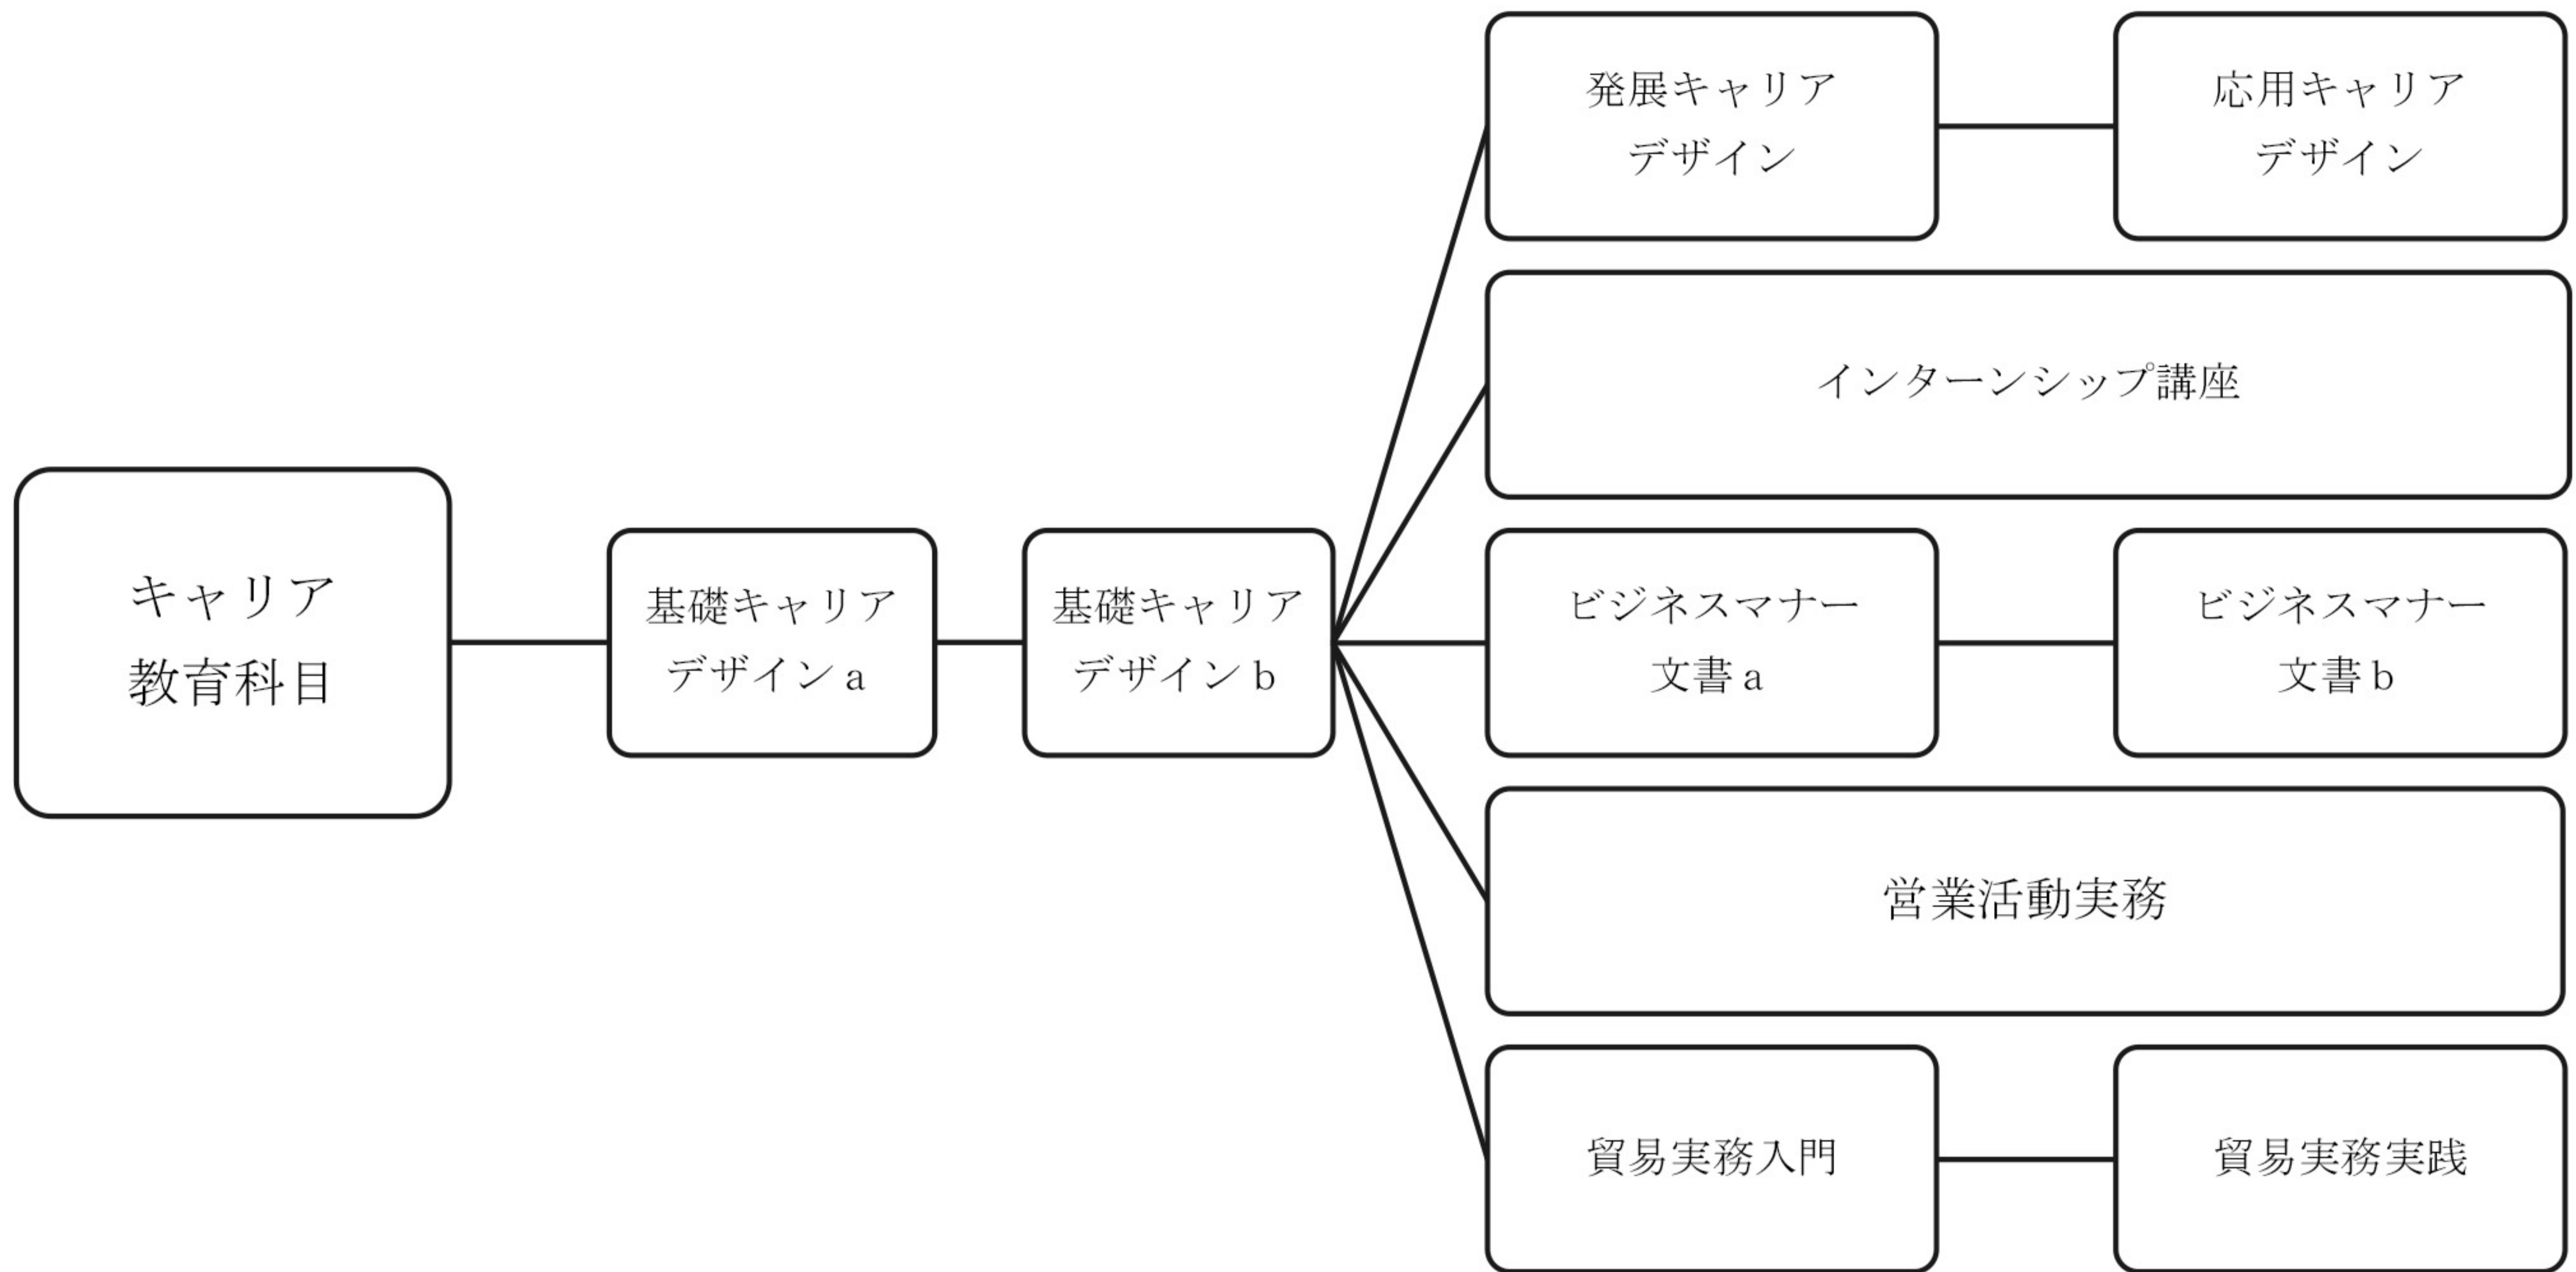 キャリア
教育科目
基礎キャリア
デザイン a
基礎キャリア
デザイン b
発展キャリア
デザイン
応用キャリア
デザイン
インターンシップ講座
ビジネスマナー
文書 a
ビジネスマナー
文書 b
営業活動実務
貿易実務入門
貿易実務実践